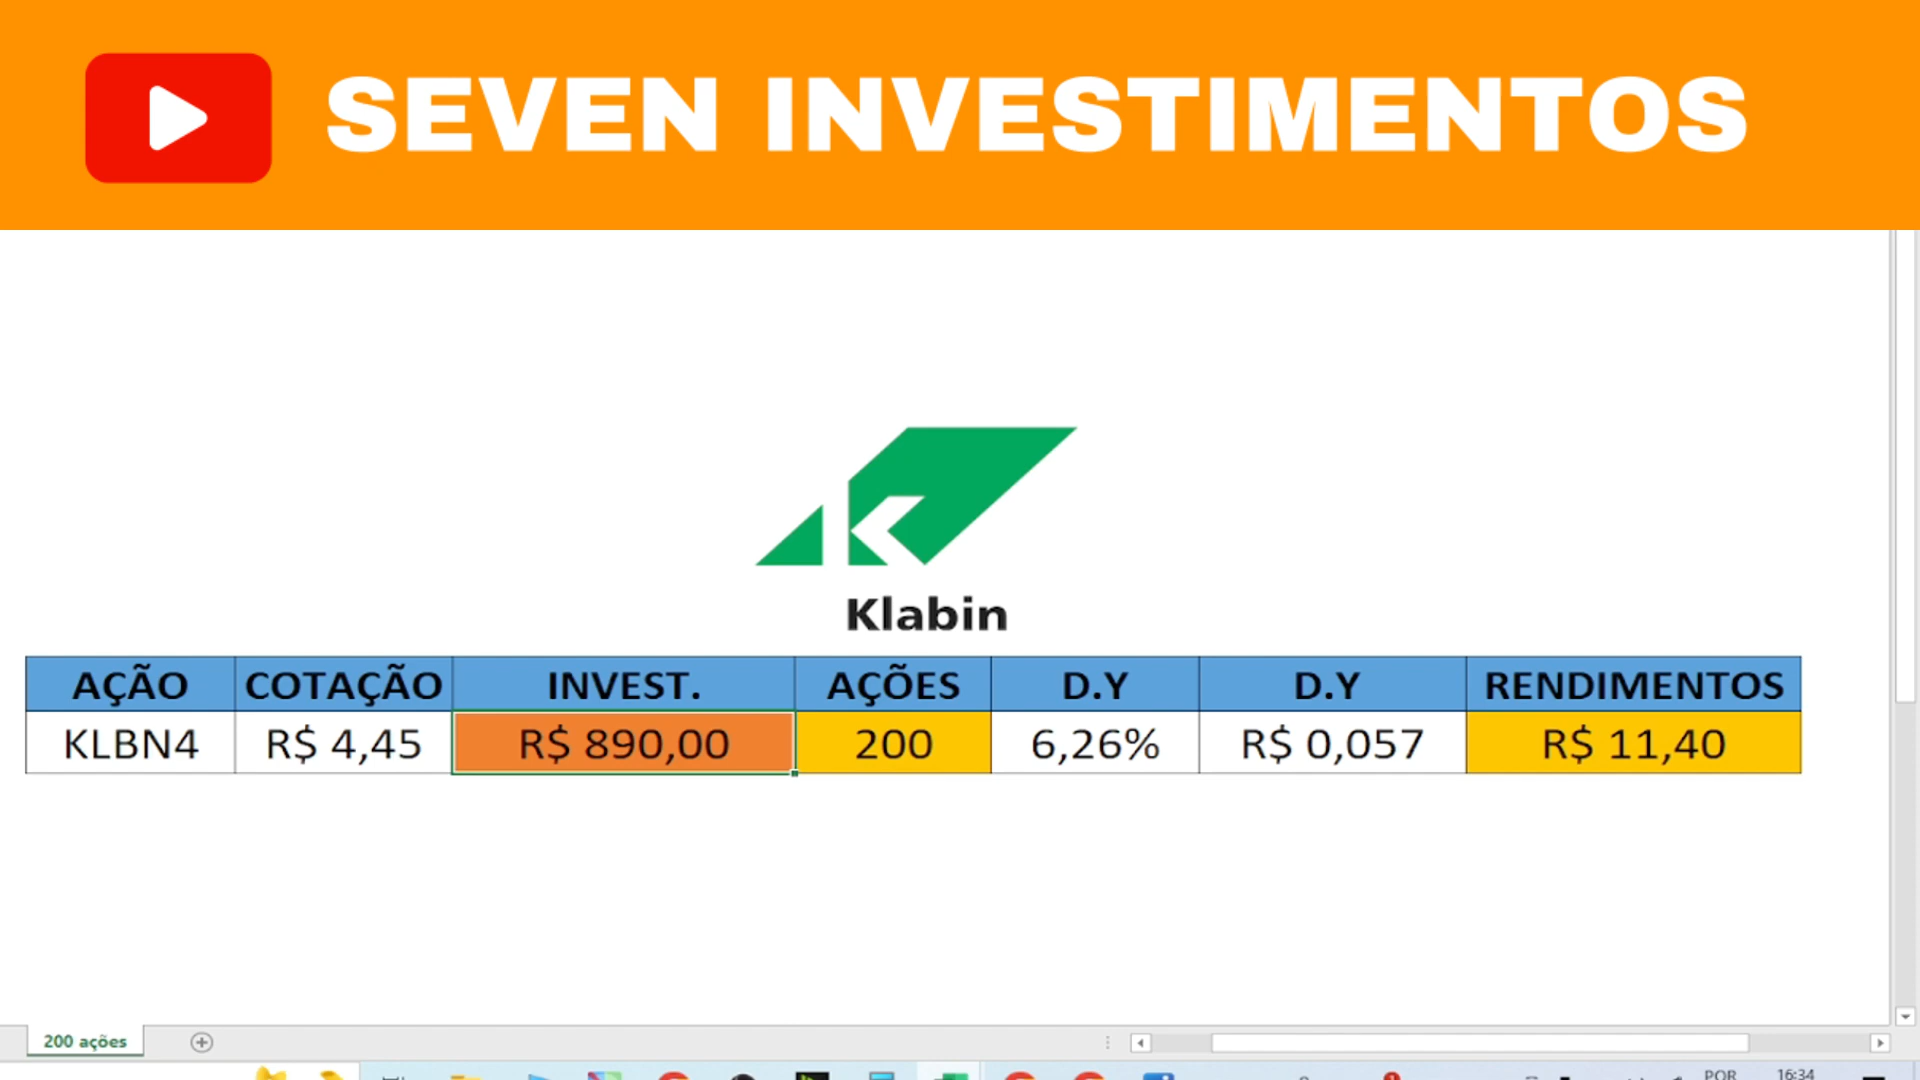 SEVEN INVESTIMENTOS
Klabin
AÇÃO COTAÇÃO INVEST. AÇÕES D.Y D.Y RENDIMENTOS
KLBN4 R$ 4,45 R$ 890,00 200 6,26% R$ 0,057 R$ 11,40
200 ações
POR 16:34